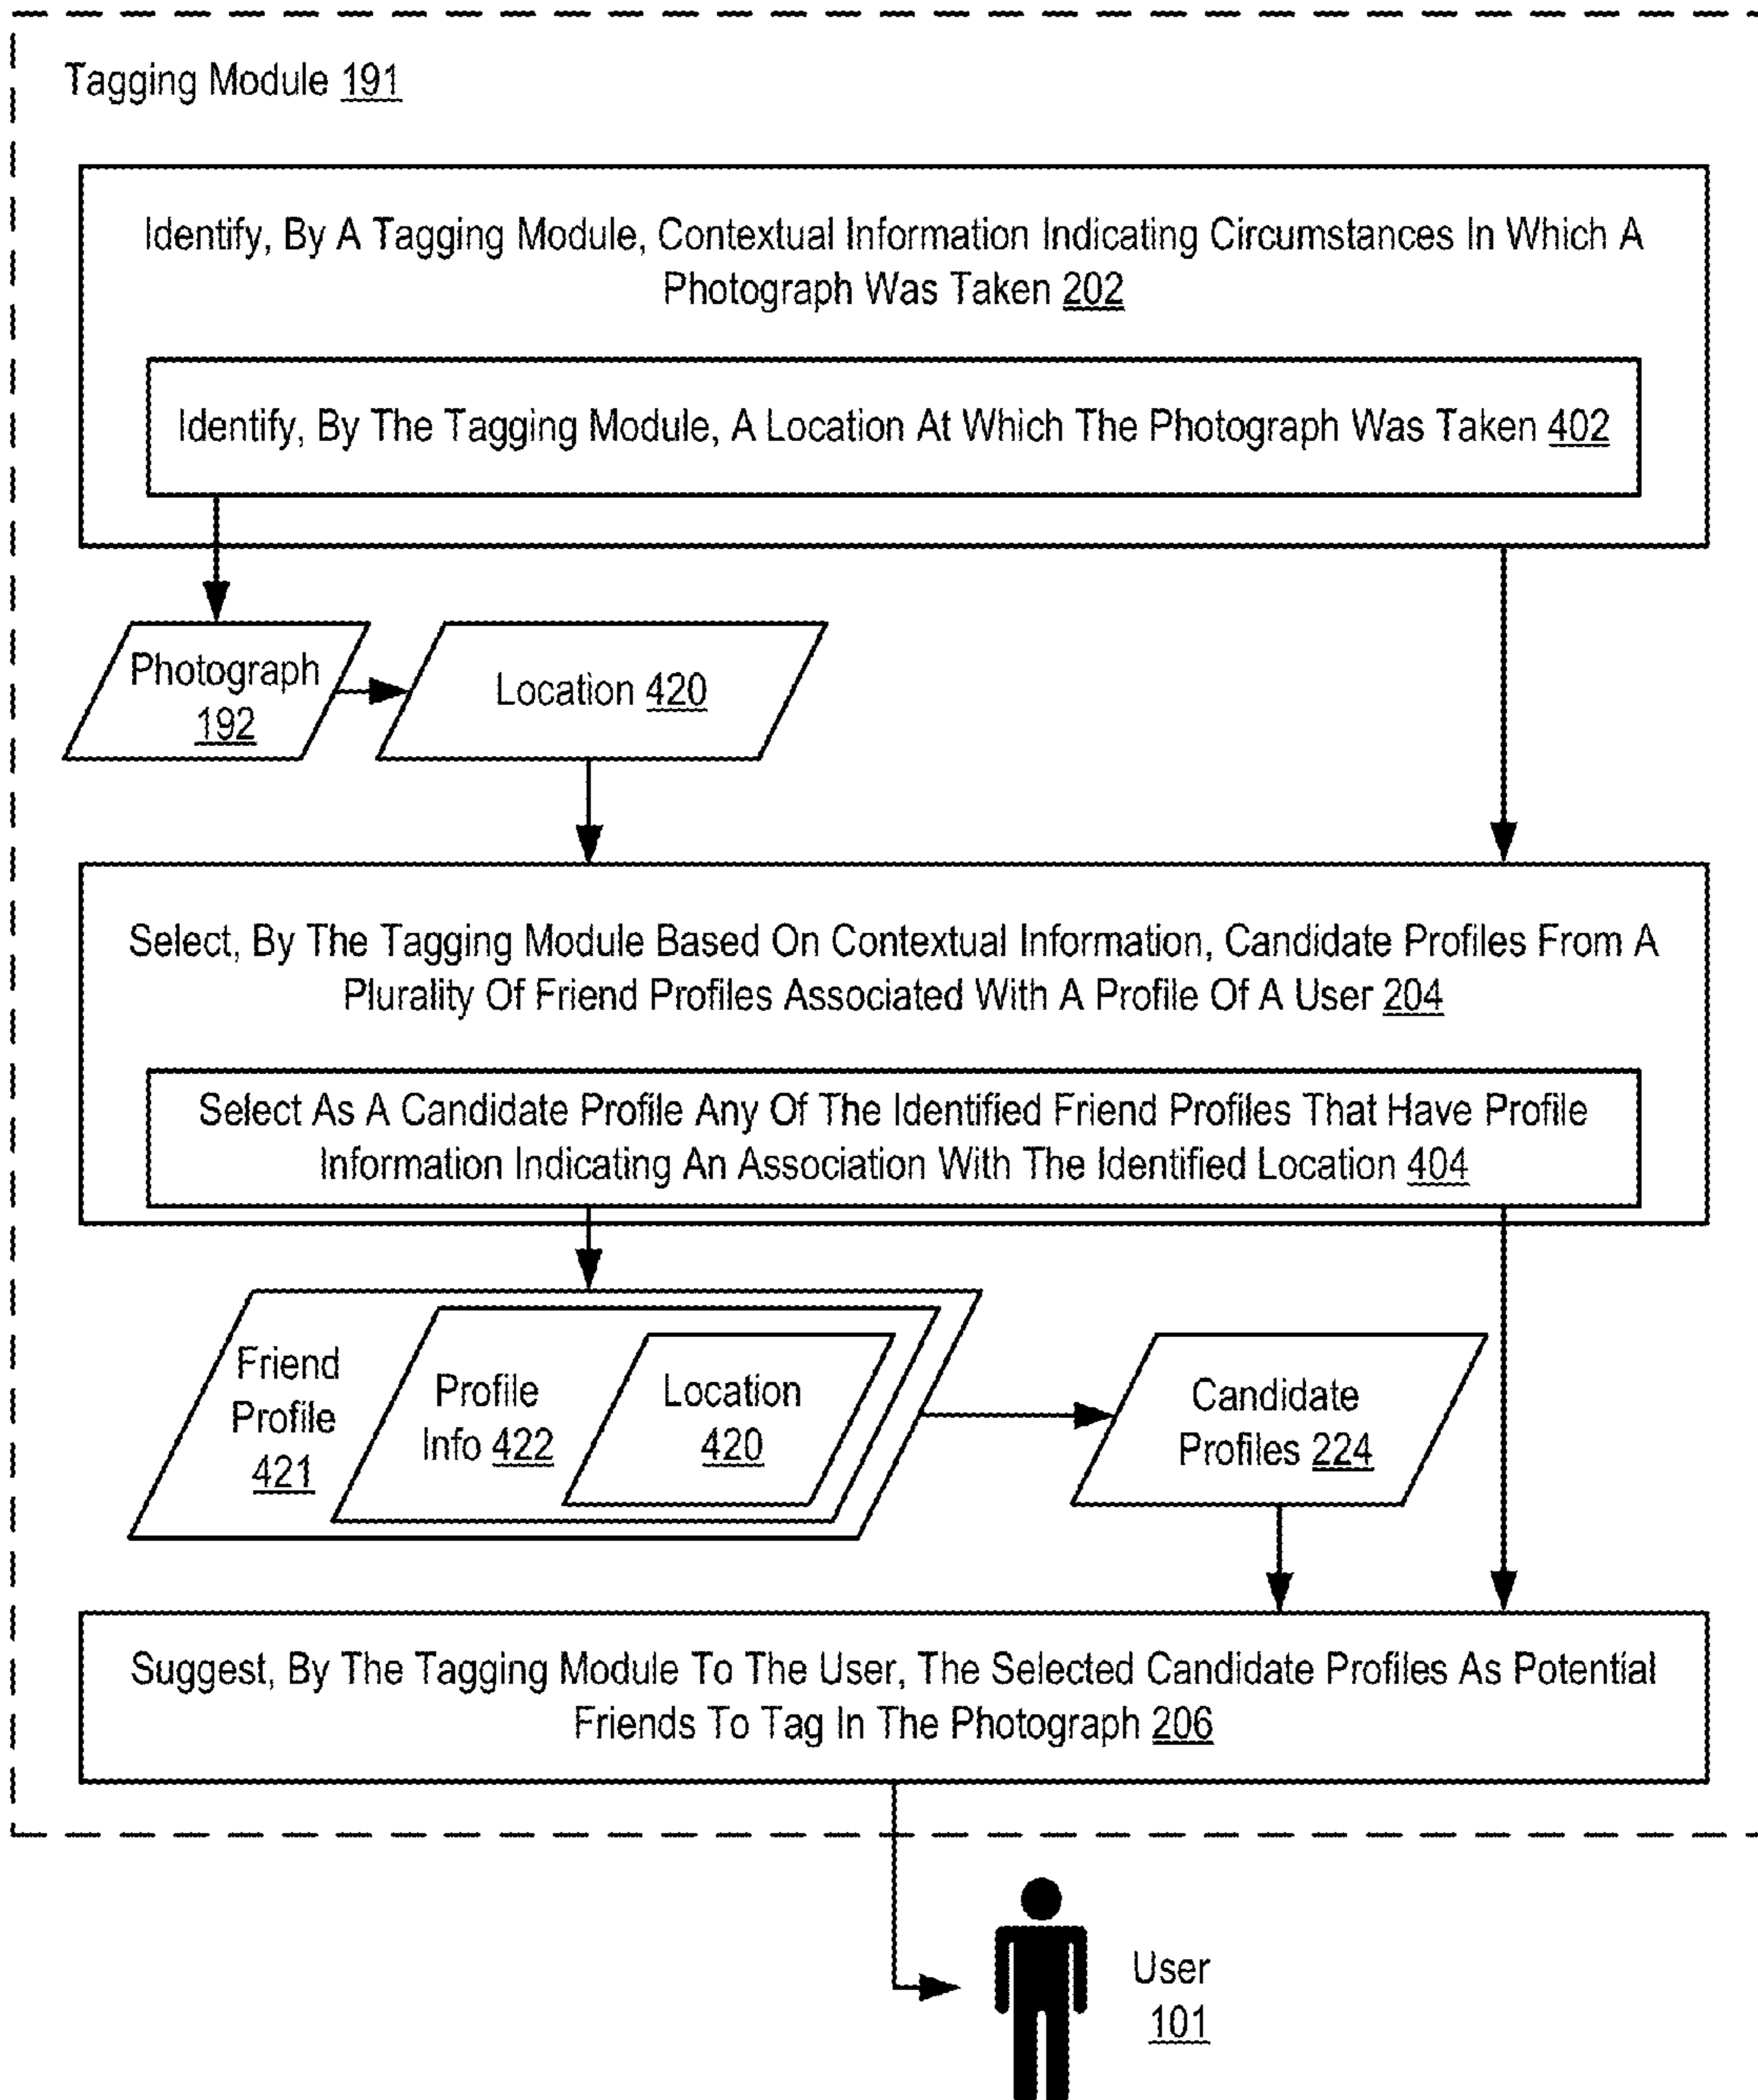 Tagging Module 191
Identify, By A Tagging Module, Contextual Information Indicating Circumstances In Which A
Photograph Was Taken 202
Identify, By The Tagging Module, A Location At Which The Photograph Was Taken 402
Photograph
192
Location 420
Select, By The Tagging Module Based On Contextual Information, Candidate Profiles From A
Plurality Of Friend Profiles Associated With A Profile Of A User 204
Select As A Candidate Profile Any Of The Identified Friend Profiles That Have Profile
Information Indicating An Association With The Identified Location 404
Friend
Profile
421
Profile
Info 422
Location
420
Candidate
Profiles 224
Suggest, By The Tagging Module To The User, The Selected Candidate Profiles As Potential
Friends To Tag In The Photograph 206
User
101